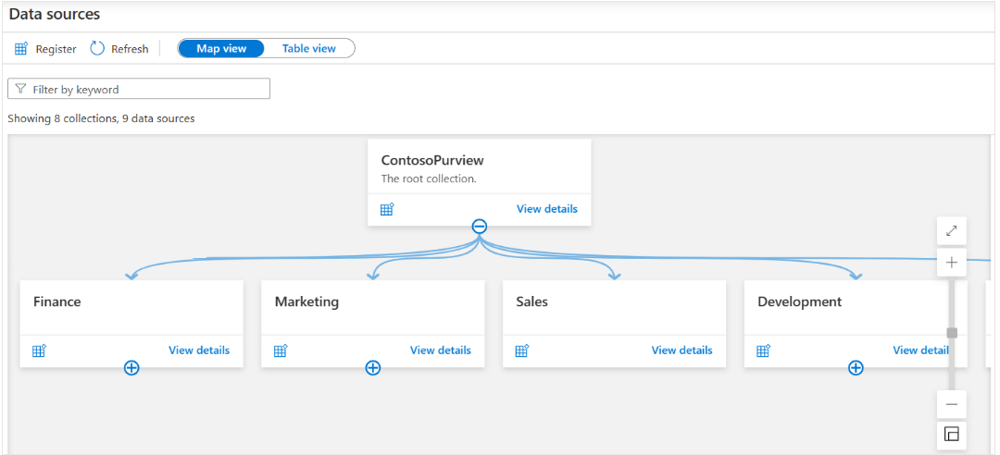 Data sources
Register Refresh Map view Table view
Filter by keyword
Showing 8 collections, 9 data sources
ContosoPurview
The root collection.
View details
Finance Marketing Sales Development
View details View details View details View detail